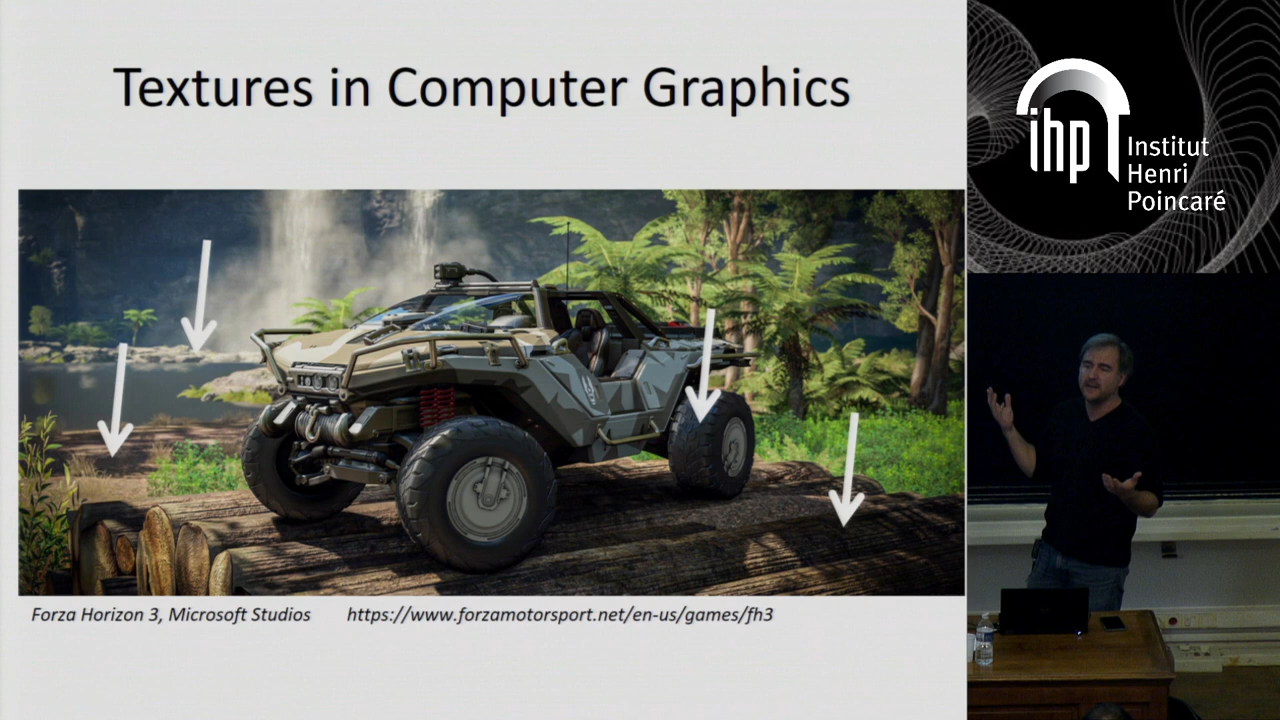 Textures in Computer Graphics
Forza Horizon 3, Microsoft Studios https://www.forzamotorsport.net/en-us/games/fh3
ihp
Institut
Henri
Poincaré